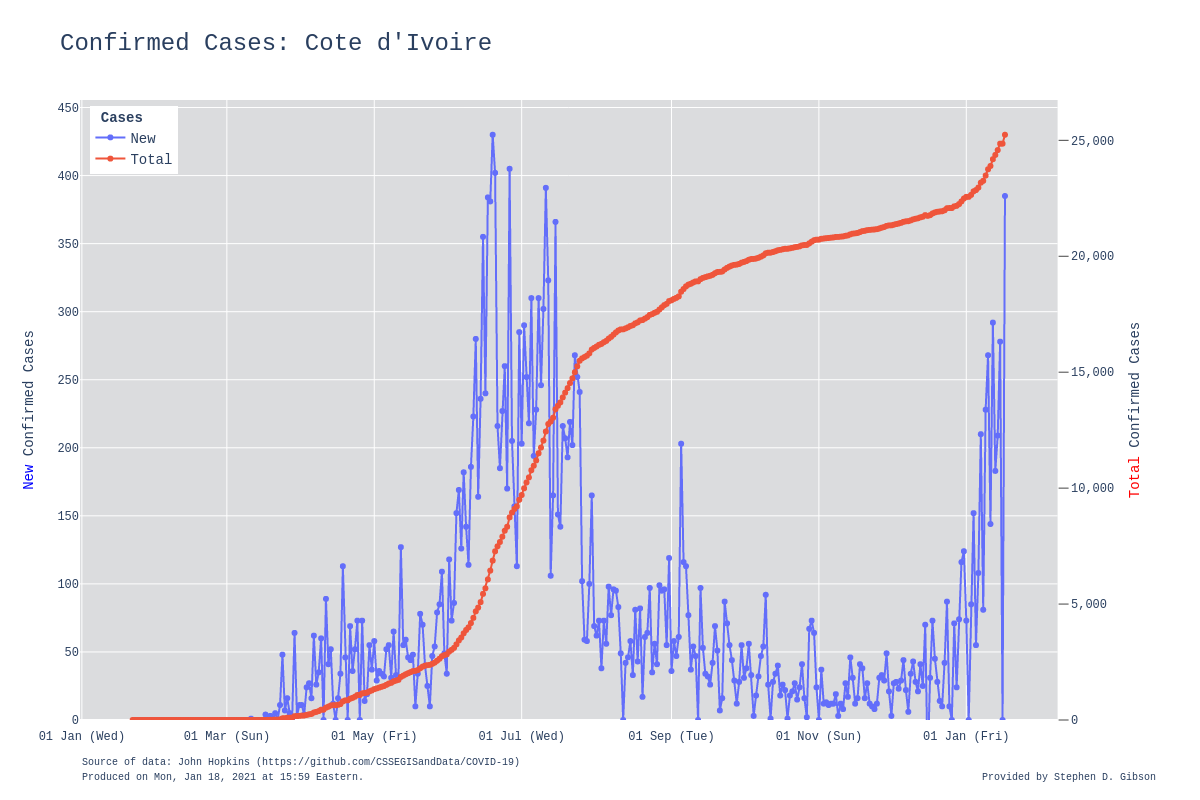 Confirmed Cases: Cote d'Ivoire
Cases
New
Total
450
400
350
300
250
200
150
100
50
0
25,000
20,000
15,000
10,000
5,000
0
New Confirmed Cases
Total Confirmed Cases
01 Jan (Wed) 01 Mar (Sun) 01 May (Fri) 01 Jul (Wed) 01 Sep (Tue) 01 Nov (Sun) 01 Jan (Fri)
Source of data: John Hopkins (https://github.com/CSSEGISandData/COVID-19)
Produced on Mon, Jan 18, 2021 at 15:59 Eastern.
Provided by Stephen D. Gibson